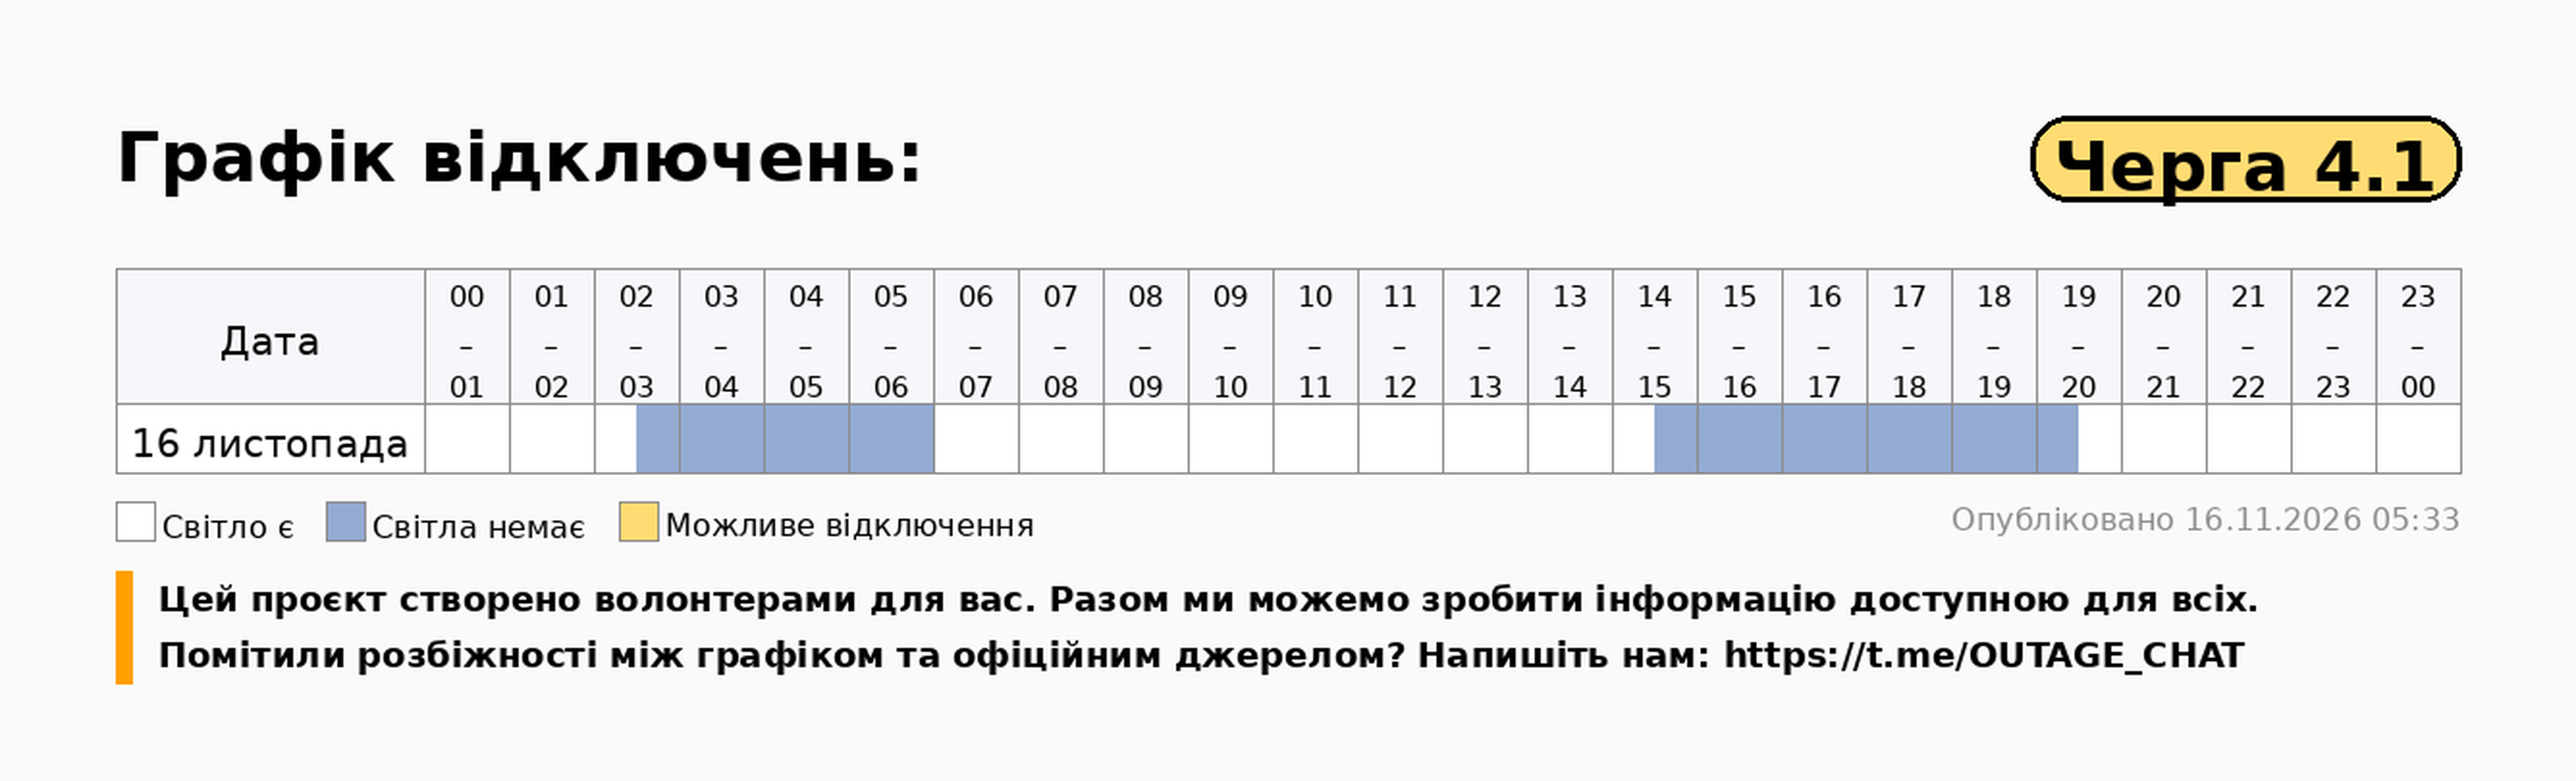 Графік відключень:
Черга 4.1
Дата
00 – 01
01 – 02
02 – 03
03 – 04
04 – 05
05 – 06
06 – 07
07 – 08
08 – 09
09 – 10
10 – 11
11 – 12
12 – 13
13 – 14
14 – 15
15 – 16
16 – 17
17 – 18
18 – 19
19 – 20
20 – 21
21 – 22
22 – 23
23 – 00
16 листопада
Світло є
Світла немає
Можливе відключення
Опубліковано 16.11.2026 05:33
Цей проєкт створено волонтерами для вас. Разом ми можемо зробити інформацію доступною для всіх.
Помітили розбіжності між графіком та офіційним джерелом? Напишіть нам: https://t.me/OUTAGE_CHAT